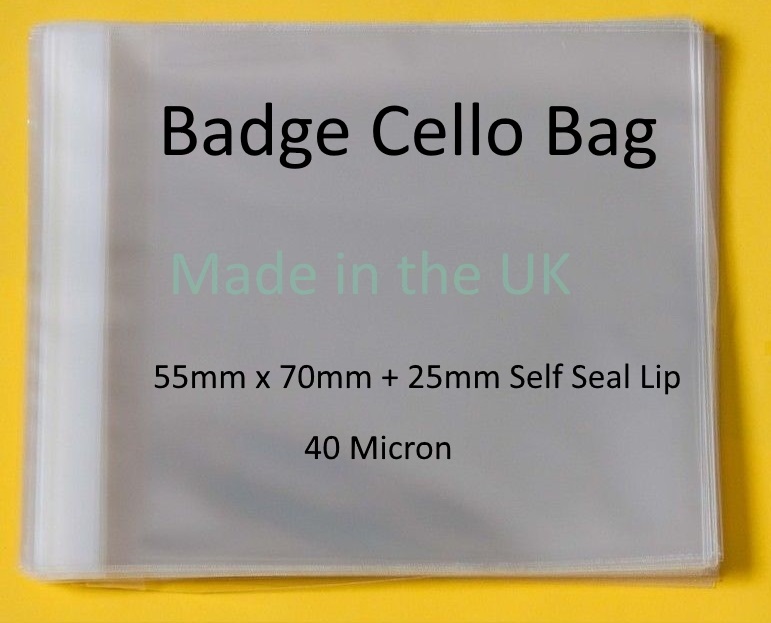 Badge Cello Bag
Made in the UK
55mm x 70mm + 25mm Self Seal Lip
40 Micron